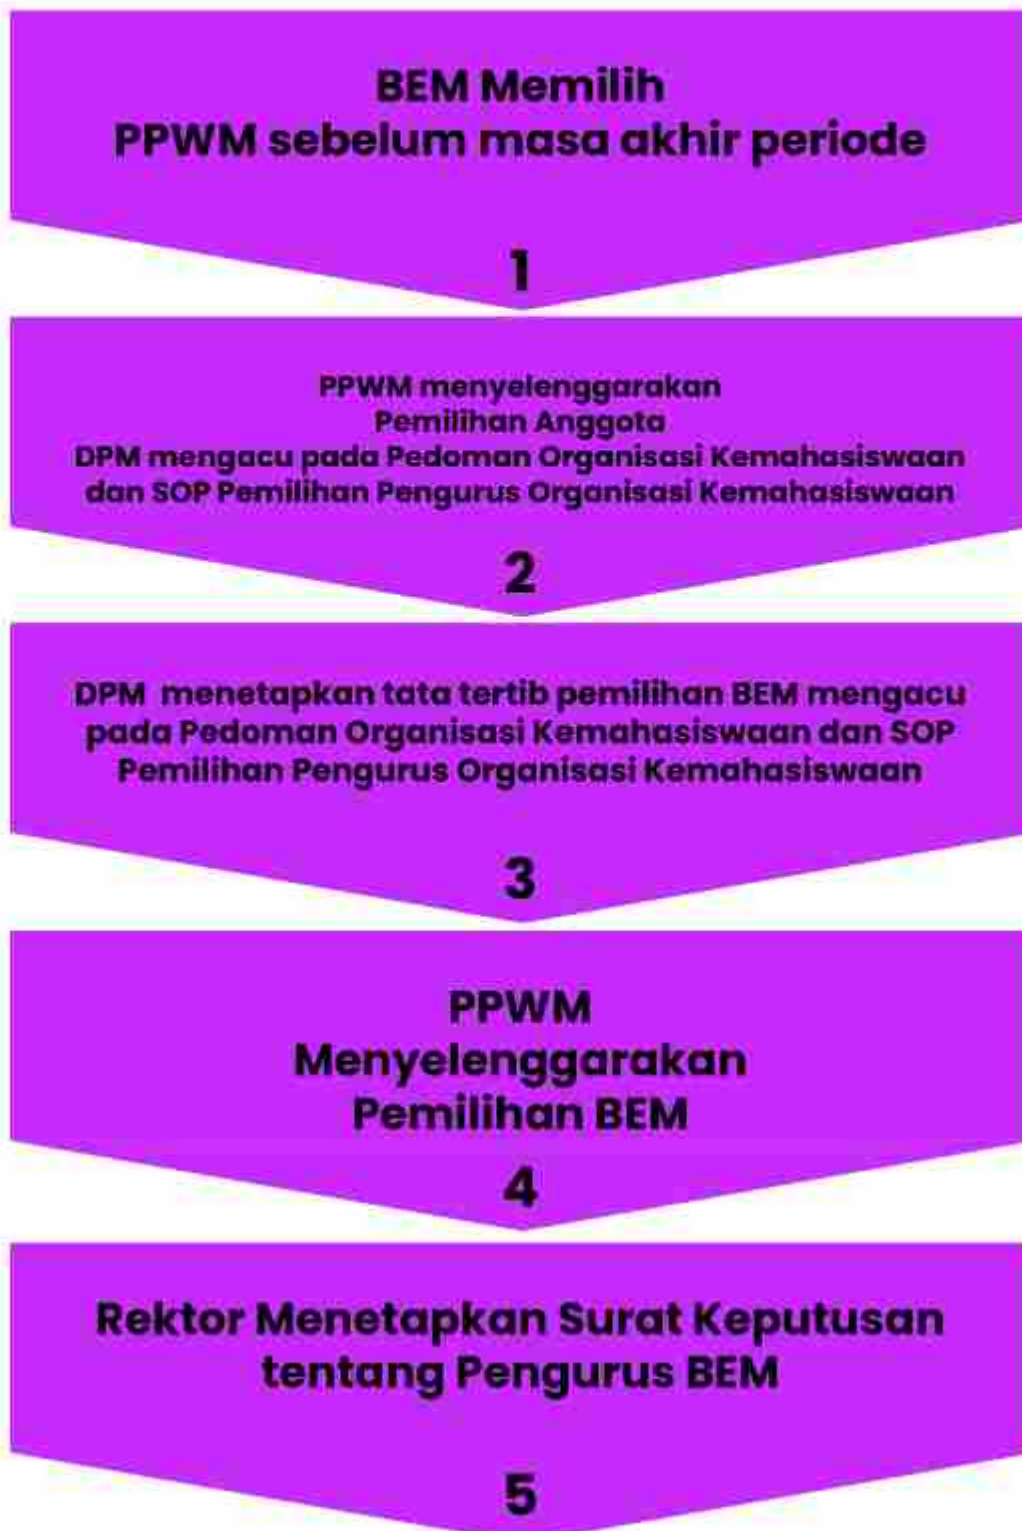 BEM Memilih
PPWM sebelum masa akhir periode
1
PPWM menyelenggarakan
Pemilihan Anggota
DPM mengacu pada Pedoman Organisasi Kemahasiswaan
dan SOP Pemilihan Pengurus Organisasi Kemahasiswaan
2
DPM menetapkan tata tertib pemilihan BEM mengacu
pada Pedoman Organisasi Kemahasiswaan dan SOP
Pemilihan Pengurus Organisasi Kemahasiswaan
3
PPWM
Menyelenggarakan
Pemilihan BEM
4
Rektor Menetapkan Surat Keputusan
tentang Pengurus BEM
5